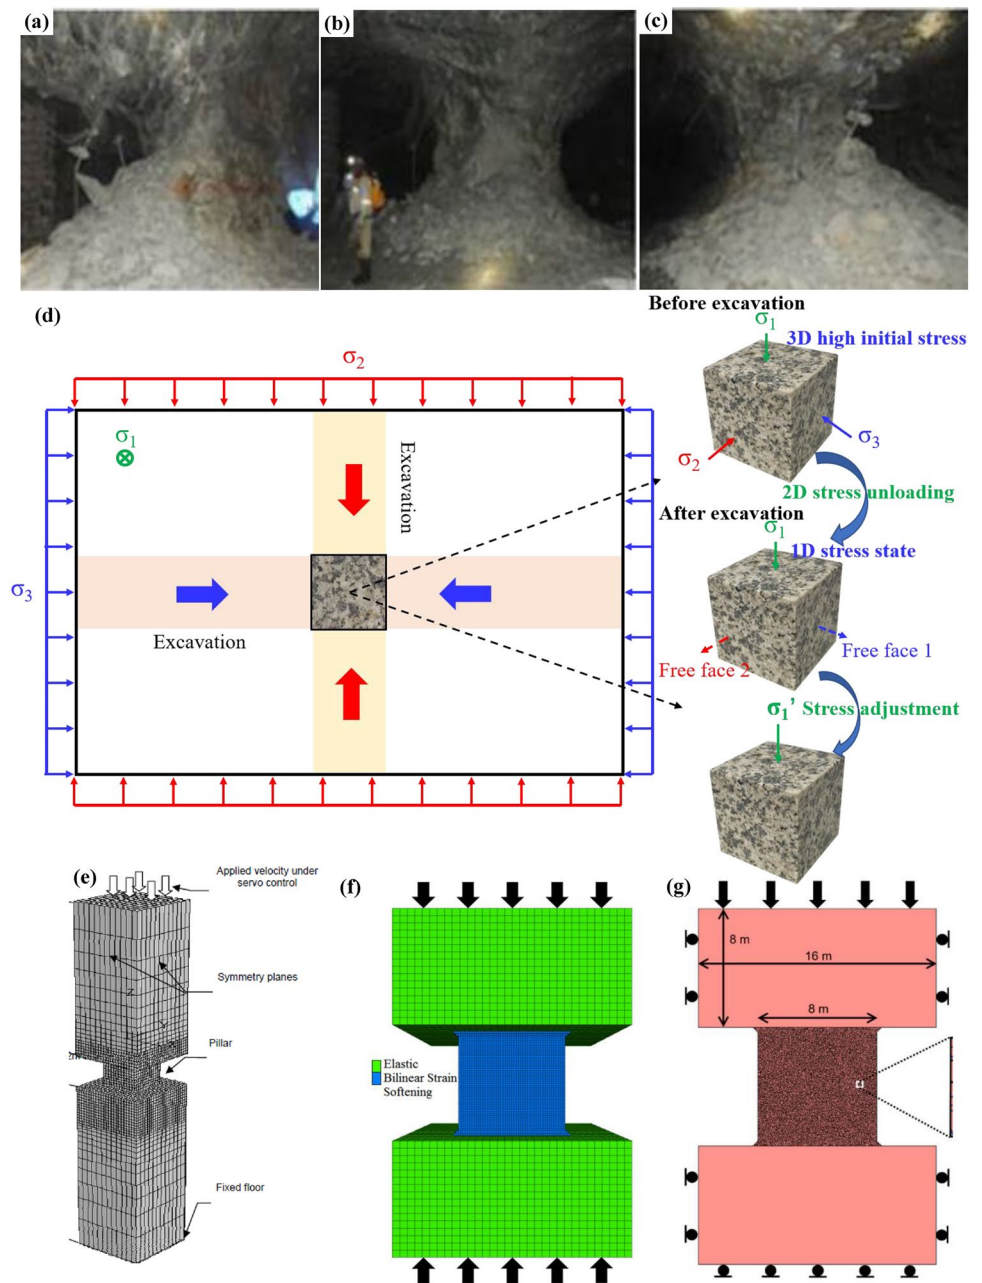 (a)
(b)
(c)
(d)
Before excavation
σ1
3D high initial stress
σ2
σ3
2D stress unloading
After excavation
σ1
1D stress state
Free face 1
Free face 2
σ1’ Stress adjustment
σ2
σ1
Excavation
σ3
Excavation
(e)
Applied velocity under
servo control
Symmetry planes
Z
Pillar
Fixed floor
(f)
Elastic
Bilinear Strain
Softening
(g)
8 m
16 m
8 m